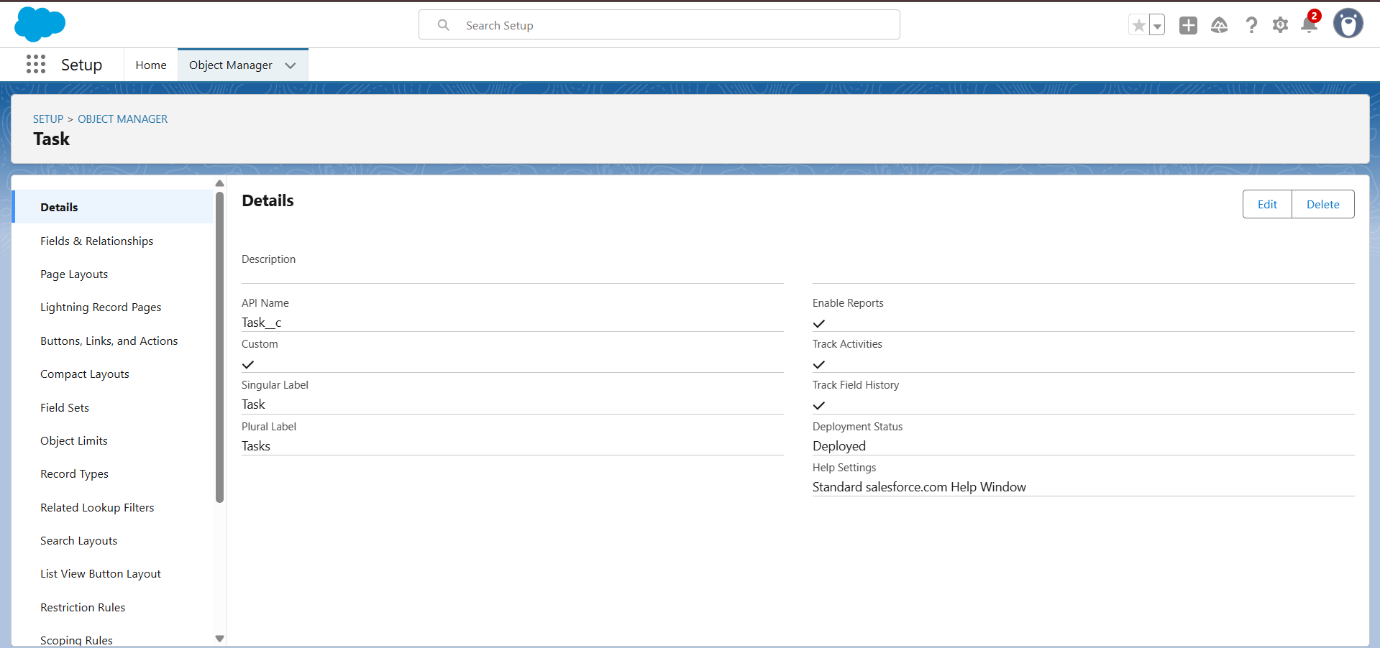 Search Setup
2
Setup
Home
Object Manager
SETUP > OBJECT MANAGER
Task
Details
Fields & Relationships
Page Layouts
Lightning Record Pages
Buttons, Links, and Actions
Compact Layouts
Field Sets
Object Limits
Record Types
Related Lookup Filters
Search Layouts
List View Button Layout
Restriction Rules
Scoping Rules
Details
Edit
Delete
Description
API Name
Task__c
Custom
Singular Label
Task
Plural Label
Tasks
Enable Reports
Track Activities
Track Field History
Deployment Status
Deployed
Help Settings
Standard salesforce.com Help Window